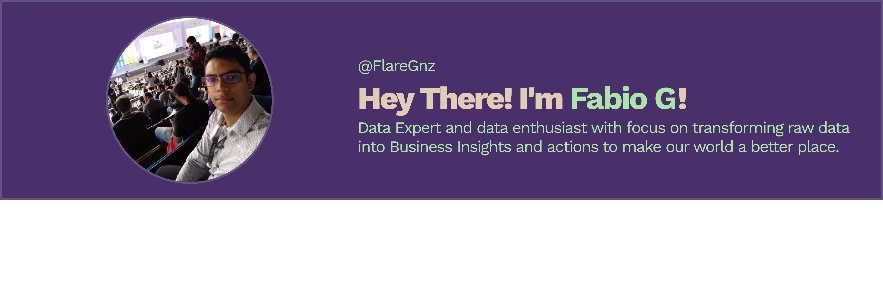 @FlareGnz
Hey There! I'm Fabio G!
Data Expert and data enthusiast with focus on transforming raw data
into Business Insights and actions to make our world a better place.